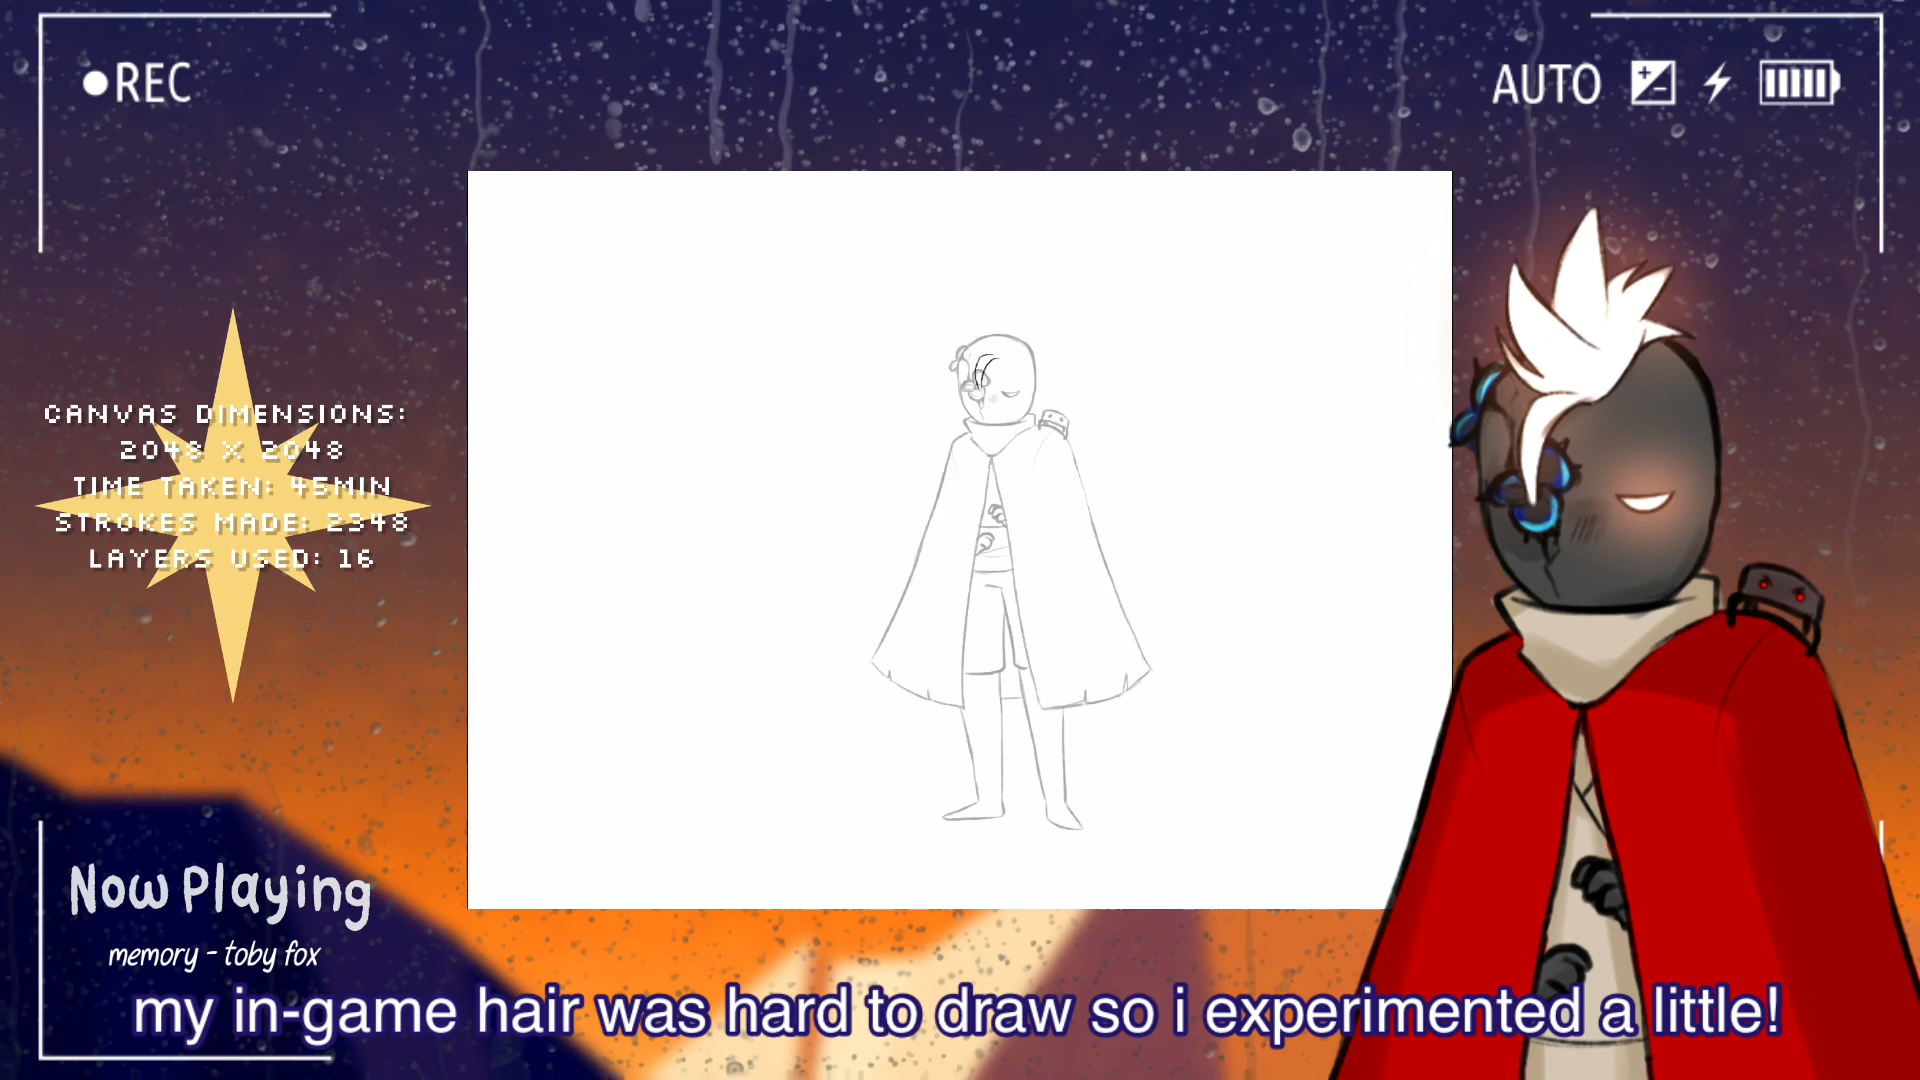 REC
AUTO
CANVAS DIMENSIONS:
2048 X 2048
TIME TAKEN: 45MIN
STROKES MADE: 2348
LAYERS USED: 16
Now Playing
memory - toby fox
my in-game hair was hard to draw so i experimented a little!